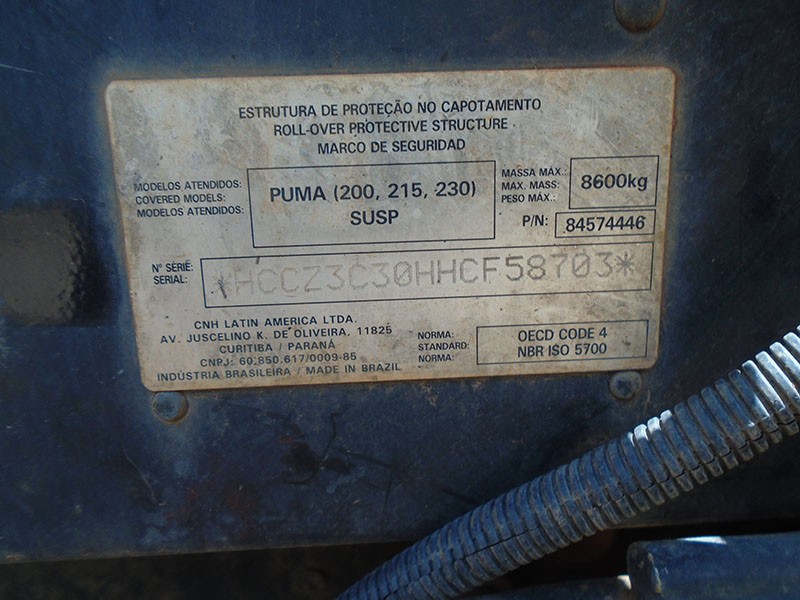 ESTRUTURA DE PROTEÇÃO NO CAPOTAMENTO
ROLL-OVER PROTECTIVE STRUCTURE
MARCO DE SEGURIDAD
MODELOS ATENDIDOS:
COVERED MODELS:
MODELOS ATENDIDOS:
PUMA (200, 215, 230)
SUSP
MASSA MÁX.:
MAX. MASS:
PESO MÁX.:
8600kg
P/N: 84574446
Nº SÉRIE:
SERIAL:
*HCCZ3C30HHCF58703*
CNH LATIN AMERICA LTDA.
AV. JUSCELINO K. DE OLIVEIRA, 11825
CURITIBA / PARANÁ
CNPJ: 60.850.617/0009-85
INDÚSTRIA BRASILEIRA / MADE IN BRAZIL
NORMA:
STANDARD:
NORMA:
OECD CODE 4
NBR ISO 5700